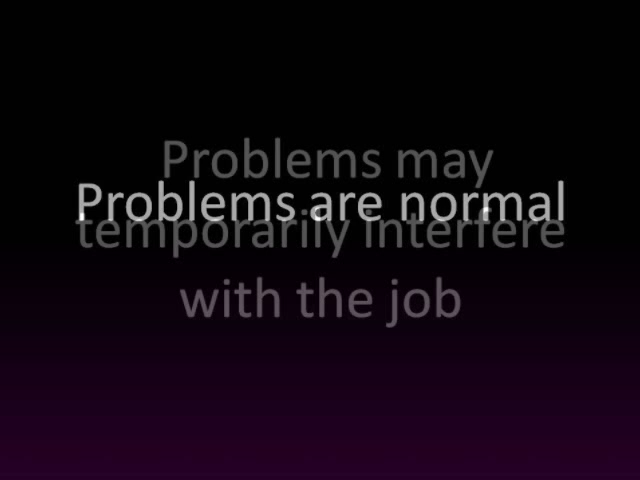 Problems may
Problems are normal
temporarily interfere
with the job